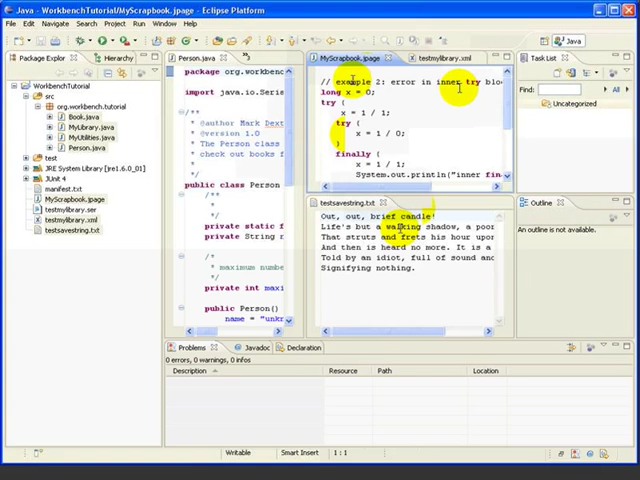 Java - WorkbenchTutorial/MyScrapbook.jpage - Eclipse Platform
File Edit Navigate Search Project Run Window Help
Java
Package Explor
Hierarchy
WorkbenchTutorial
src
org.workbench.tutorial
Book.java
MyLibrary.java
MyUtilities.java
Person.java
test
JRE System Library [re1.6.0_01]
JUnit 4
manifest.txt
MyScrapbook.jpage
testmylibrary.ser
testmylibrary.xml
testsavestring.txt
Person.java
package org.workbenc
import java.io.Seria
/**
* @author Mark Dext
* @version 1.0
* The Person class
* check out books f
*/
public class Person
/**
*/
private static f
private String n
/*
* maximum numbe
*/
private int maxi
public Person()
name = "unkn
MyScrapbook.jpage
testmylibrary.xml
// example 2: error in inner try bloc
long x = 0;
try {
x = 1 / 1;
try {
x = 1 / 0;
}
finally {
x = 1 / 1;
System.out.println("inner fina
testsavestring.txt
Out, out, brief candle!
Life's but a walking shadow, a poor
That struts and frets his hour upon
And then is heard no more. It is a
Told by an idiot, full of sound and
Signifying nothing.
Task List
Find:
Uncategorized
Outline
An outline is not available.
Problems
Javadoc
Declaration
0 errors, 0 warnings, 0 infos
Description
Resource
Path
Location
Writable
Smart Insert
1 : 1